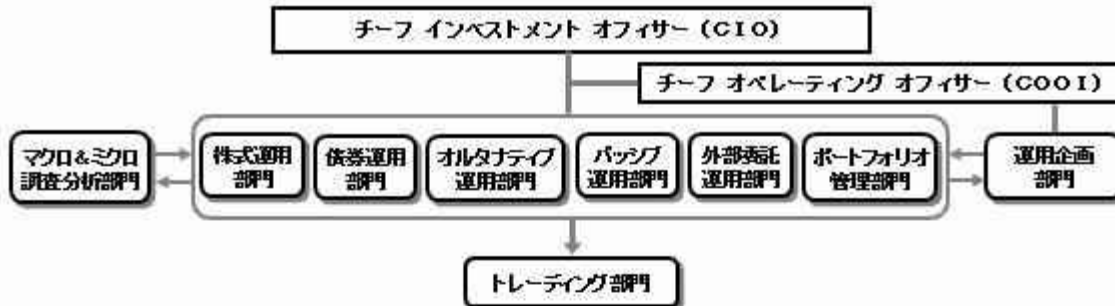 チーフ インベストメント オフィサー (CIO)
チーフ オペレーティング オフィサー (COOI)
マクロ&ミクロ
調査分析部門
株式運用
部門
債券運用
部門
オルタナティブ
運用部門
パッシブ
運用部門
外部委託
運用部門
ポートフォリオ
管理部門
運用企画
部門
トレーディング部門